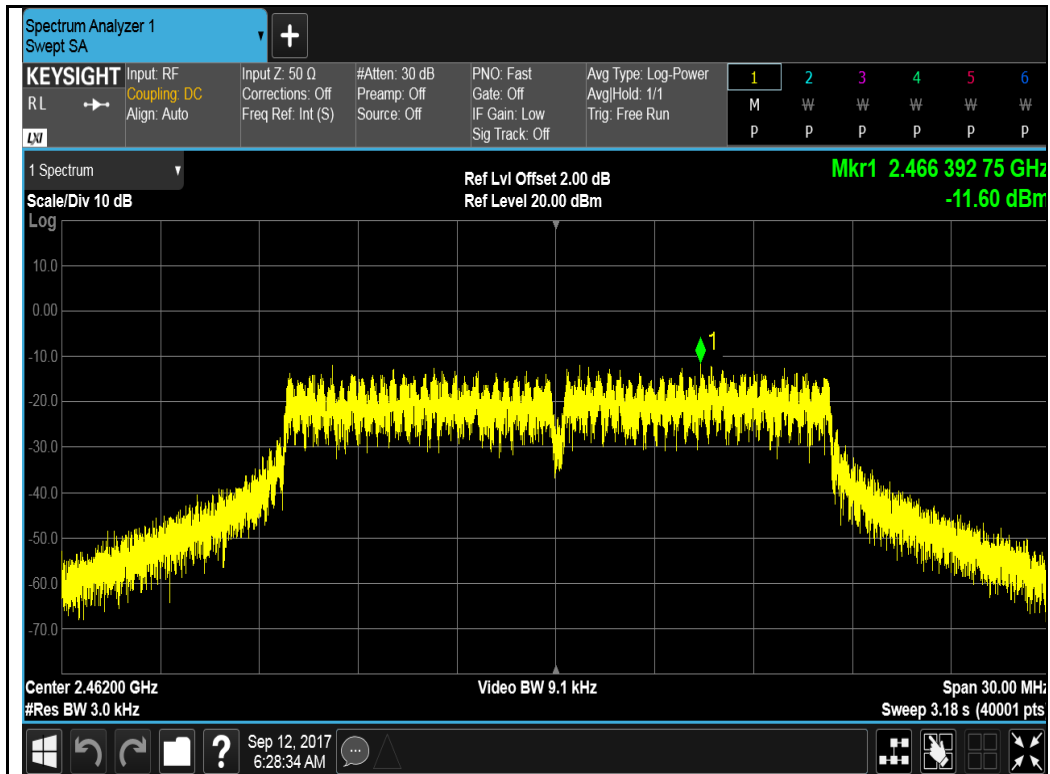 Spectrum Analyzer 1
Swept SA
+
KEYSIGHT
R L
LXI
Input: RF
Coupling: DC
Align: Auto
Input Z: 50 Ω
Corrections: Off
Freq Ref: Int (S)
#Atten: 30 dB
Preamp: Off
Source: Off
PNO: Fast
Gate: Off
IF Gain: Low
Sig Track: Off
Avg Type: Log-Power
Avg|Hold: 1/1
Trig: Free Run
1 2 3 4 5 6
M W W W W W
P P P P P P
1 Spectrum
Scale/Div 10 dB
Ref Lvl Offset 2.00 dB
Ref Level 20.00 dBm
Mkr1 2.466 392 75 GHz
-11.60 dBm
Log
10.0
0.00
-10.0
-20.0
-30.0
-40.0
-50.0
-60.0
-70.0
1
Center 2.46200 GHz
#Res BW 3.0 kHz
Video BW 9.1 kHz
Span 30.00 MHz
Sweep 3.18 s (40001 pts
?
Sep 12, 2017
6:28:34 AM